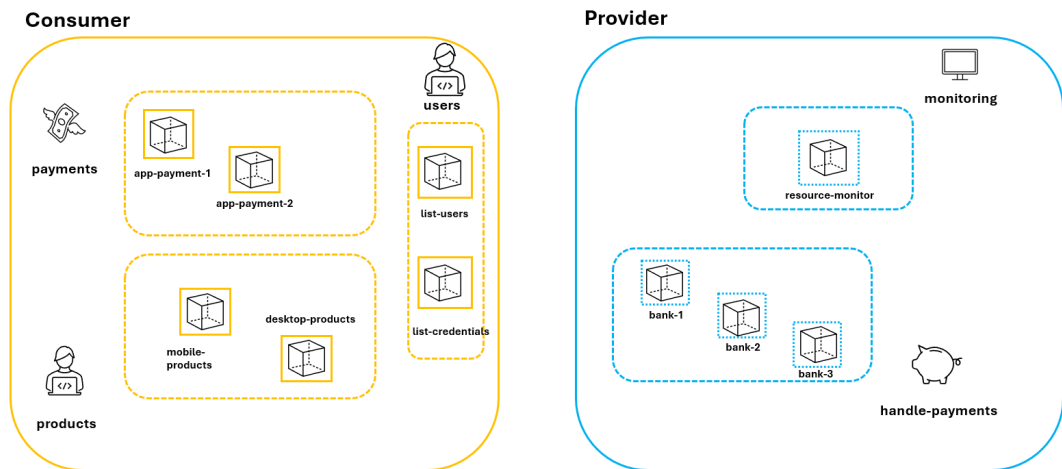 Consumer
users
payments
app-payment-1
app-payment-2
list-users
desktop-products
list-credentials
mobile-
products
products
Provider
monitoring
resource-monitor
bank-1
bank-2
bank-3
handle-payments